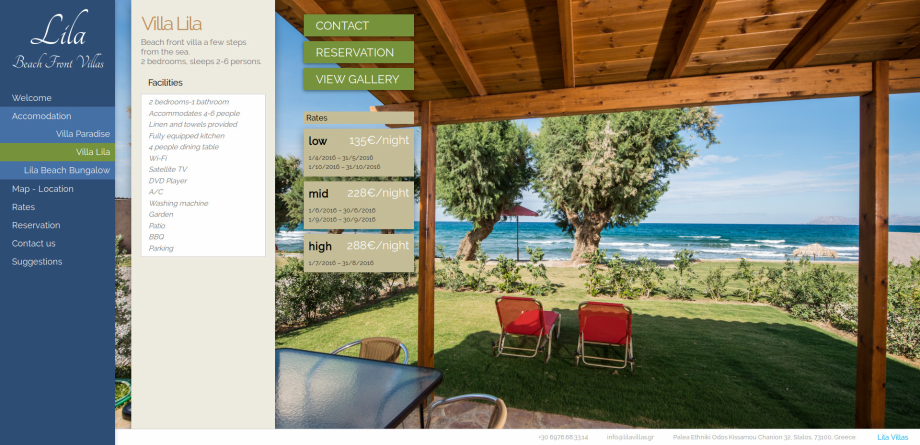 Lila
Beach Front Villas
Welcome
Accomodation
Villa Paradise
Villa Lila
Lila Beach Bungalow
Map - Location
Rates
Reservation
Contact us
Suggestions
Villa Lila
Beach front villa a few steps
from the sea.
2 bedrooms, sleeps 2-6 persons.
Facilities
2 bedrooms-1 bathroom
Accommodates 4-6 people
Linen and towels provided
Fully equipped kitchen
4 people dining table
Wi-Fi
Satellite TV
DVD Player
A/C
Washing machine
Garden
Patio
BBQ
Parking
CONTACT
RESERVATION
VIEW GALLERY
Rates
low 135€/night
1/4/2016 – 31/5/2016
1/10/2016 – 31/10/2016
mid 228€/night
1/6/2016 – 30/6/2016
1/9/2016 – 30/9/2016
high 288€/night
1/7/2016 – 31/8/2016
+30 6976.68.33.14 info@lilavillas.gr Palea Ethniki Odos Kissamou Chanion 32, Stalos, 73100, Greece Lila Villas